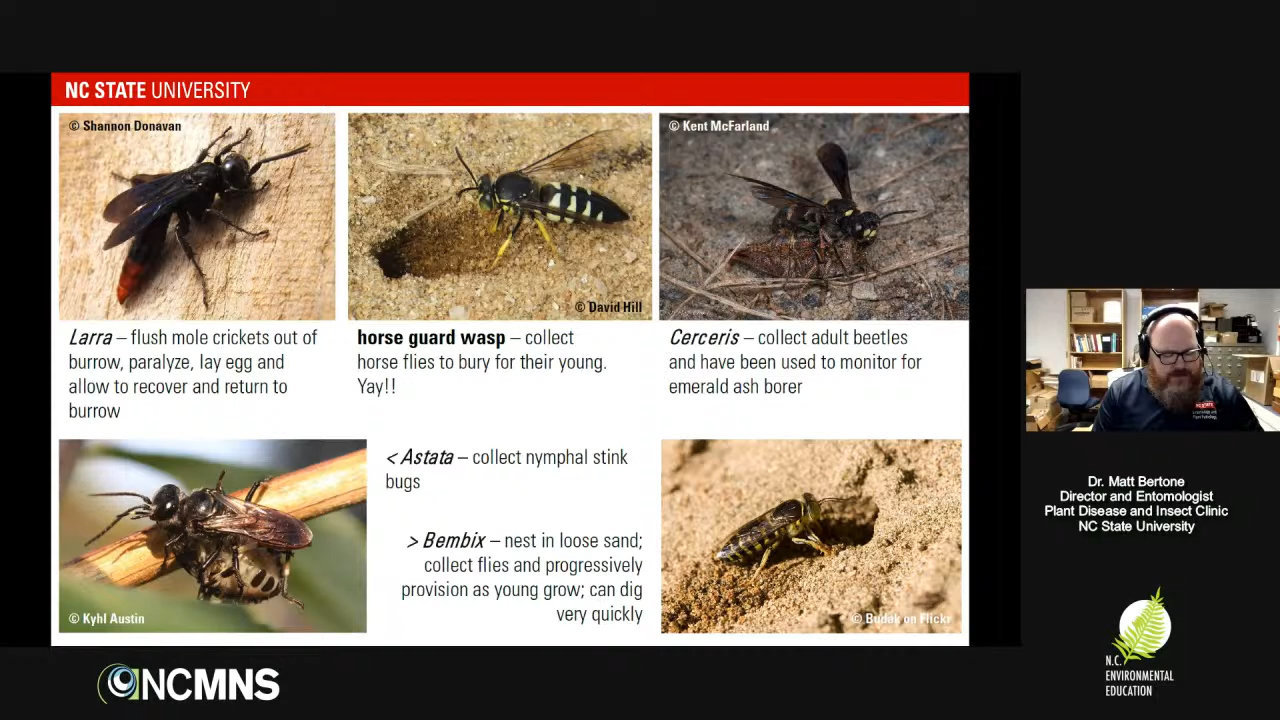 NC STATE UNIVERSITY
© Shannon Donavan
© David Hill
© Kent McFarland
Larra – flush mole crickets out of
burrow, paralyze, lay egg and
allow to recover and return to
burrow
horse guard wasp – collect
horse flies to bury for their young.
Yay!!
Cerceris – collect adult beetles
and have been used to monitor for
emerald ash borer
© Kyhl Austin
< Astata – collect nymphal stink
bugs
> Bembix – nest in loose sand;
collect flies and progressively
provision as young grow; can dig
very quickly
© Budak on Flickr
Dr. Matt Bertone
Director and Entomologist
Plant Disease and Insect Clinic
NC State University
NCMNS
N.C.
ENVIRONMENTAL
EDUCATION